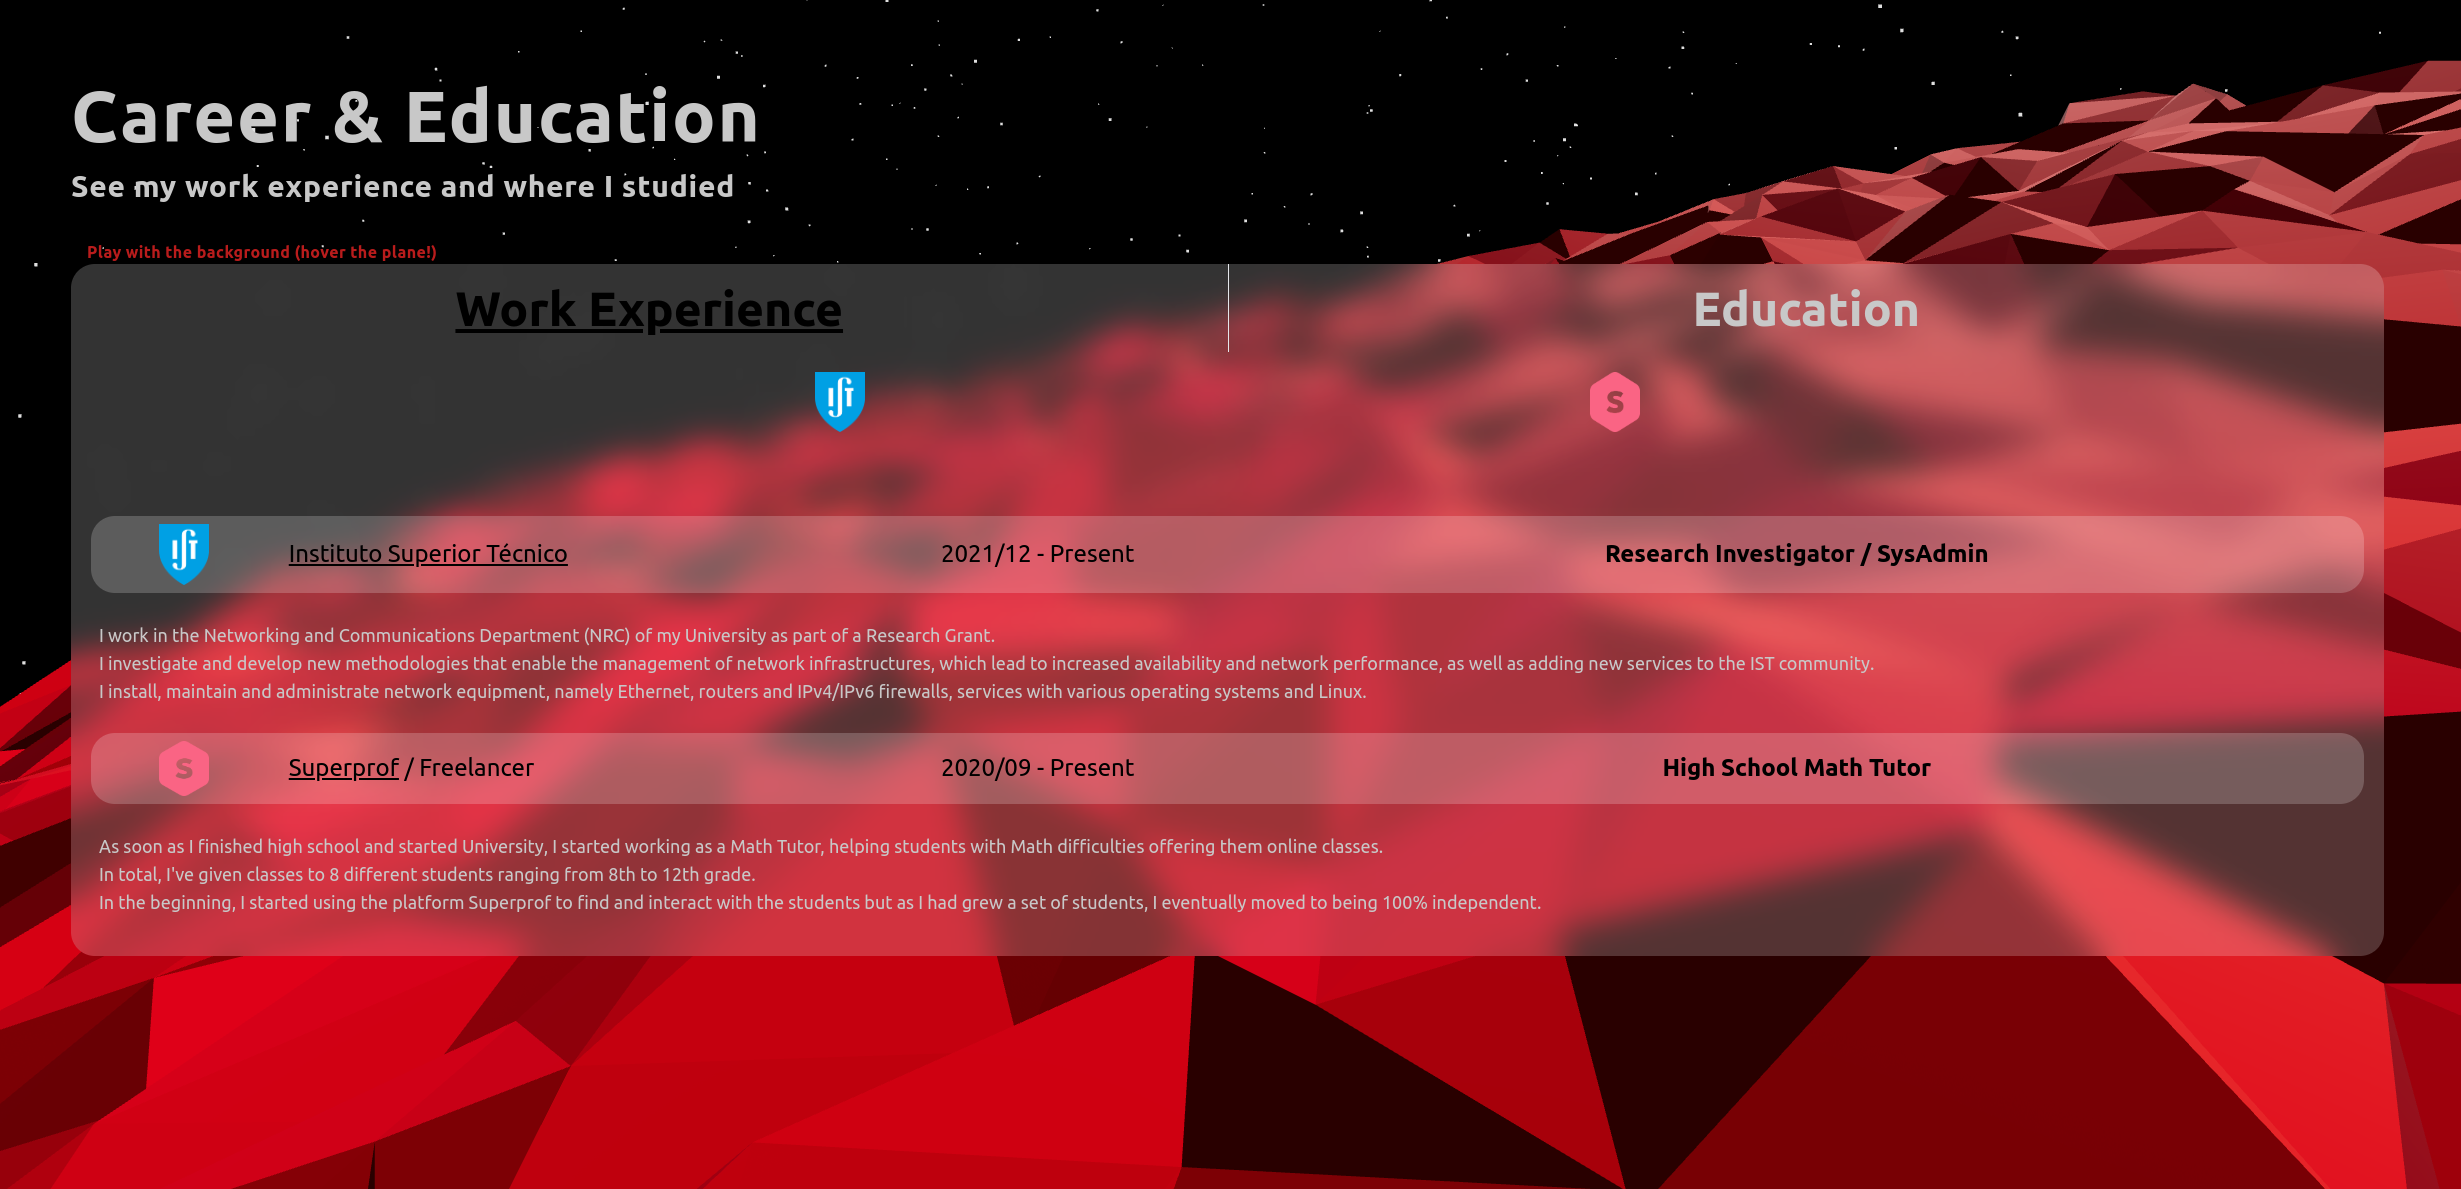 Career & Education
See my work experience and where I studied
Play with the background (hover the plane!)
Work Experience
Education
IST
S
IST
Instituto Superior Técnico
2021/12 - Present
Research Investigator / SysAdmin
I work in the Networking and Communications Department (NRC) of my University as part of a Research Grant.
I investigate and develop new methodologies that enable the management of network infrastructures, which lead to increased availability and network performance, as well as adding new services to the IST community.
I install, maintain and administrate network equipment, namely Ethernet, routers and IPv4/IPv6 firewalls, services with various operating systems and Linux.
S
Superprof / Freelancer
2020/09 - Present
High School Math Tutor
As soon as I finished high school and started University, I started working as a Math Tutor, helping students with Math difficulties offering them online classes.
In total, I've given classes to 8 different students ranging from 8th to 12th grade.
In the beginning, I started using the platform Superprof to find and interact with the students but as I had grew a set of students, I eventually moved to being 100% independent.